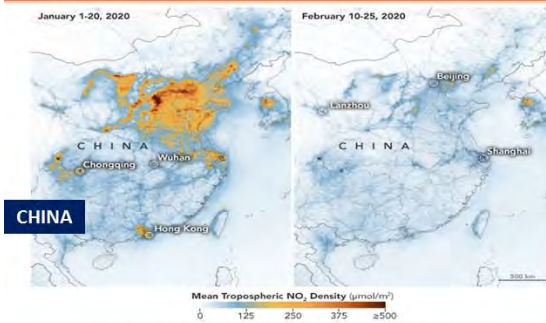 January 1-20, 2020
February 10-25, 2020
Beijing
Lanzhou
CHINA
CHINA
Wuhan
Chongqing
Shanghai
CHINA
Hong Kong
500 km
Mean Tropospheric NO₂ Density (μmol/m²)
0 125 250 375 ≥500